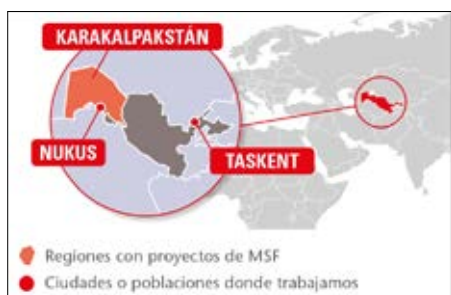 KARAKALPAKSTÁN
NUKUS
TASKENT
Regiones con proyectos de MSF
Ciudades o poblaciones donde trabajamos